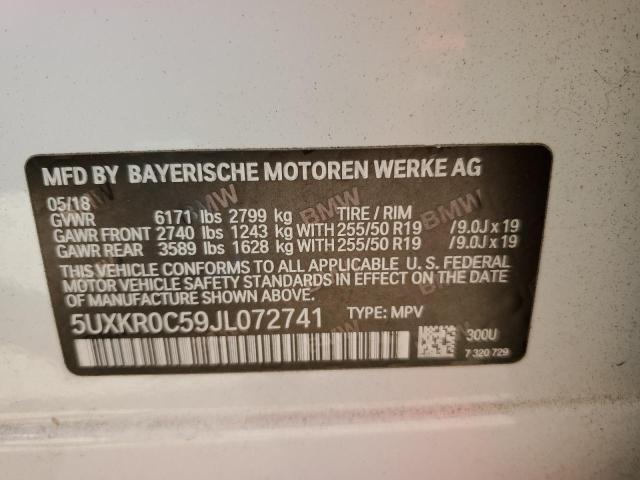 MFD BY BAYERISCHE MOTOREN WERKE AG
05/18
GVWR 6171 lbs 2799 kg TIRE / RIM
GAWR FRONT 2740 lbs 1243 kg WITH 255/50 R19 /9.0J x 19
GAWR REAR 3589 lbs 1628 kg WITH 255/50 R19 /9.0J x 19
THIS VEHICLE CONFORMS TO ALL APPLICABLE U. S. FEDERAL
MOTOR VEHICLE SAFETY STANDARDS IN EFFECT ON THE DATE
OF MANUFACTURE SHOWN ABOVE.
5UXKR0C59JL072741 TYPE: MPV
300U
7 320 729